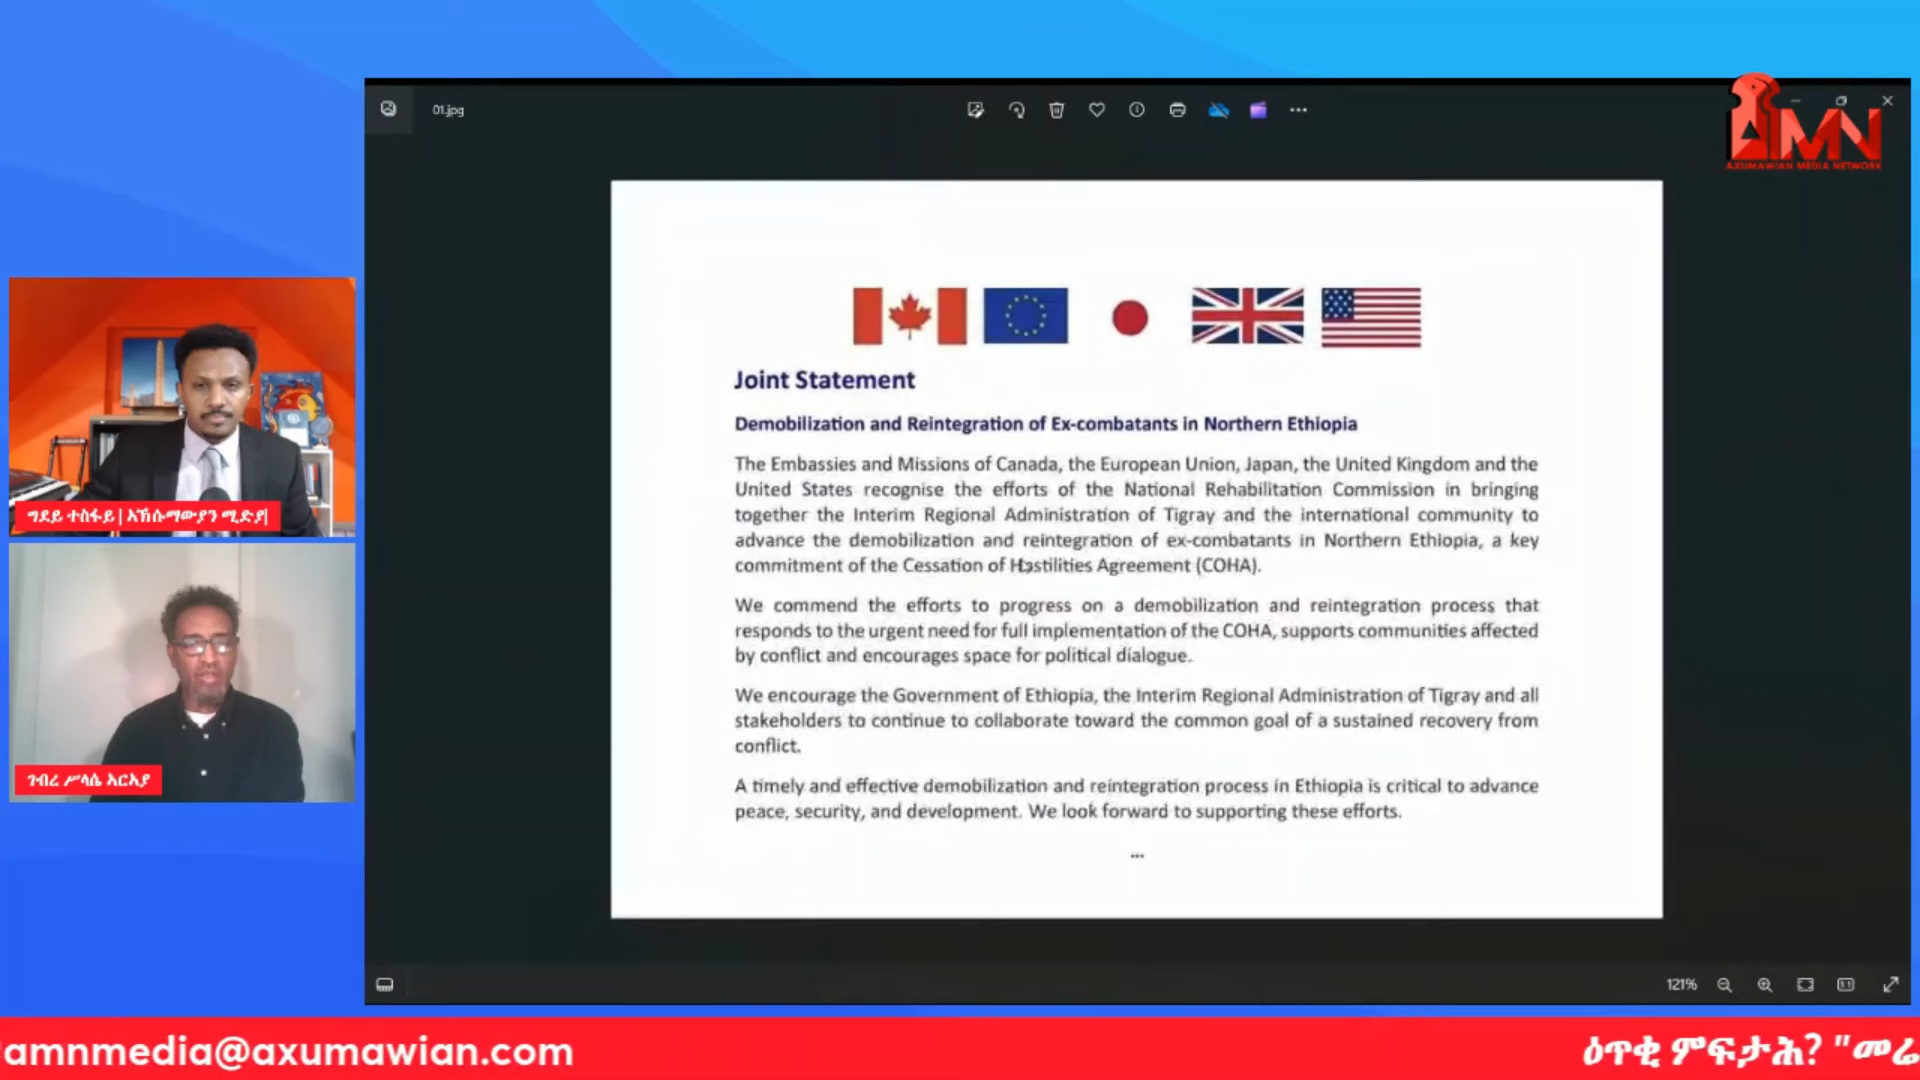 01.jpg
AMN
AXUMAWIAN MEDIA NETWORK
Joint Statement
Demobilization and Reintegration of Ex-combatants in Northern Ethiopia
The Embassies and Missions of Canada, the European Union, Japan, the United Kingdom and the
United States recognise the efforts of the National Rehabilitation Commission in bringing
together the Interim Regional Administration of Tigray and the international community to
advance the demobilization and reintegration of ex-combatants in Northern Ethiopia, a key
commitment of the Cessation of Hostilities Agreement (COHA).
We commend the efforts to progress on a demobilization and reintegration process that
responds to the urgent need for full implementation of the COHA, supports communities affected
by conflict and encourages space for political dialogue.
We encourage the Government of Ethiopia, the Interim Regional Administration of Tigray and all
stakeholders to continue to collaborate toward the common goal of a sustained recovery from
conflict.
A timely and effective demobilization and reintegration process in Ethiopia is critical to advance
peace, security, and development. We look forward to supporting these efforts.
...
ግደይ ተስፋይ | ኣኽሱማውያን ሚድያ|
ገብረ ሥላሴ ኣርኣያ
121%
amnmedia@axumawian.com
ዕጥቂ ምፍታሕ? "መሬ